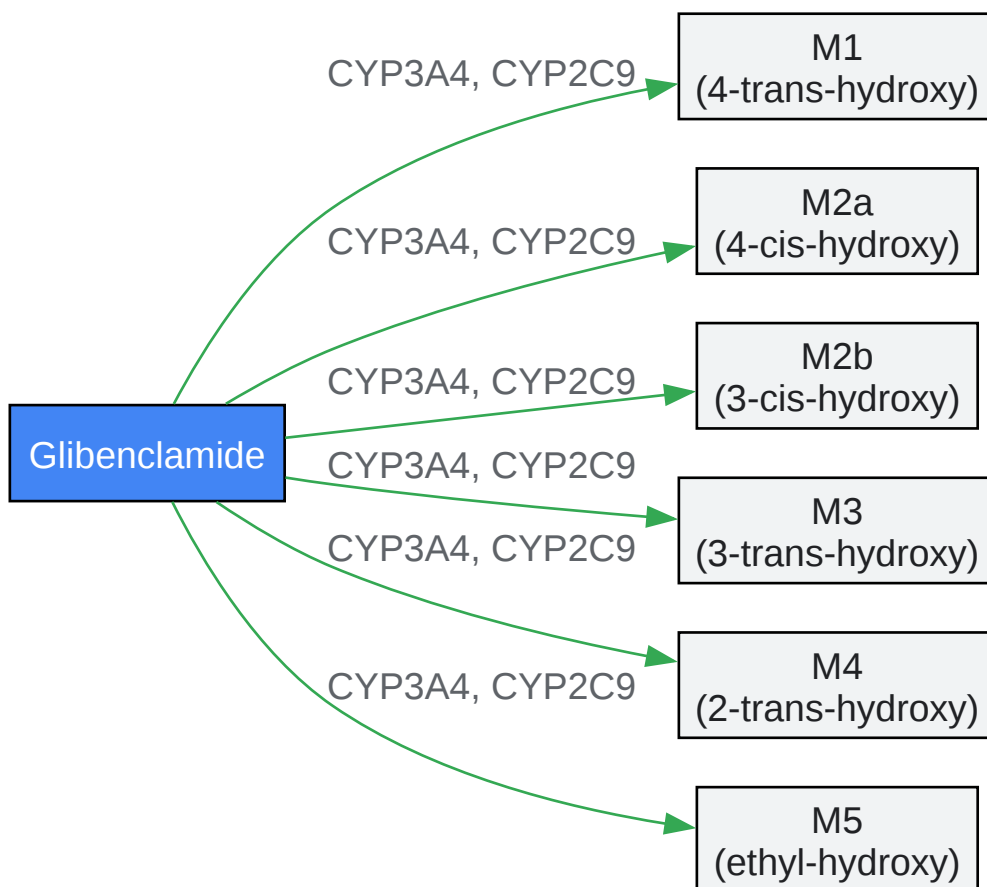 CYP3A4, CYP2C9
M1
(4-trans-hydroxy)
CYP3A4, CYP2C9
M2a
(4-cis-hydroxy)
CYP3A4, CYP2C9
M2b
(3-cis-hydroxy)
Glibenclamide
CYP3A4, CYP2C9
M3
(3-trans-hydroxy)
CYP3A4, CYP2C9
M4
(2-trans-hydroxy)
CYP3A4, CYP2C9
M5
(ethyl-hydroxy)